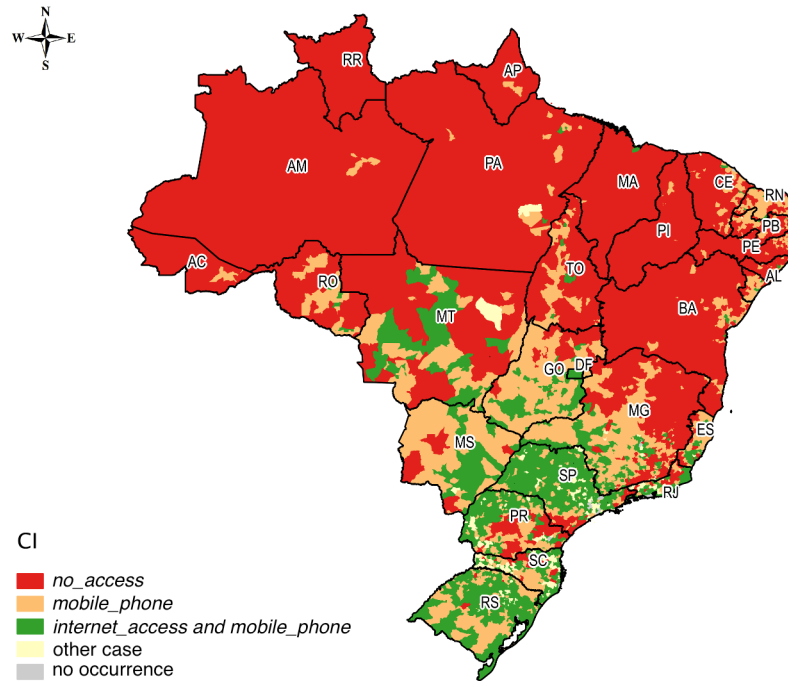 N
W E
S
RR
AP
AM
PA
MA
CE
RN
PB
PI
PE
AC
AL
TO
RO
BA
MT
GO
DF
MG
ES
MS
SP
RJ
PR
SC
RS
CI
no_access
mobile_phone
internet_access and mobile_phone
other case
no occurrence